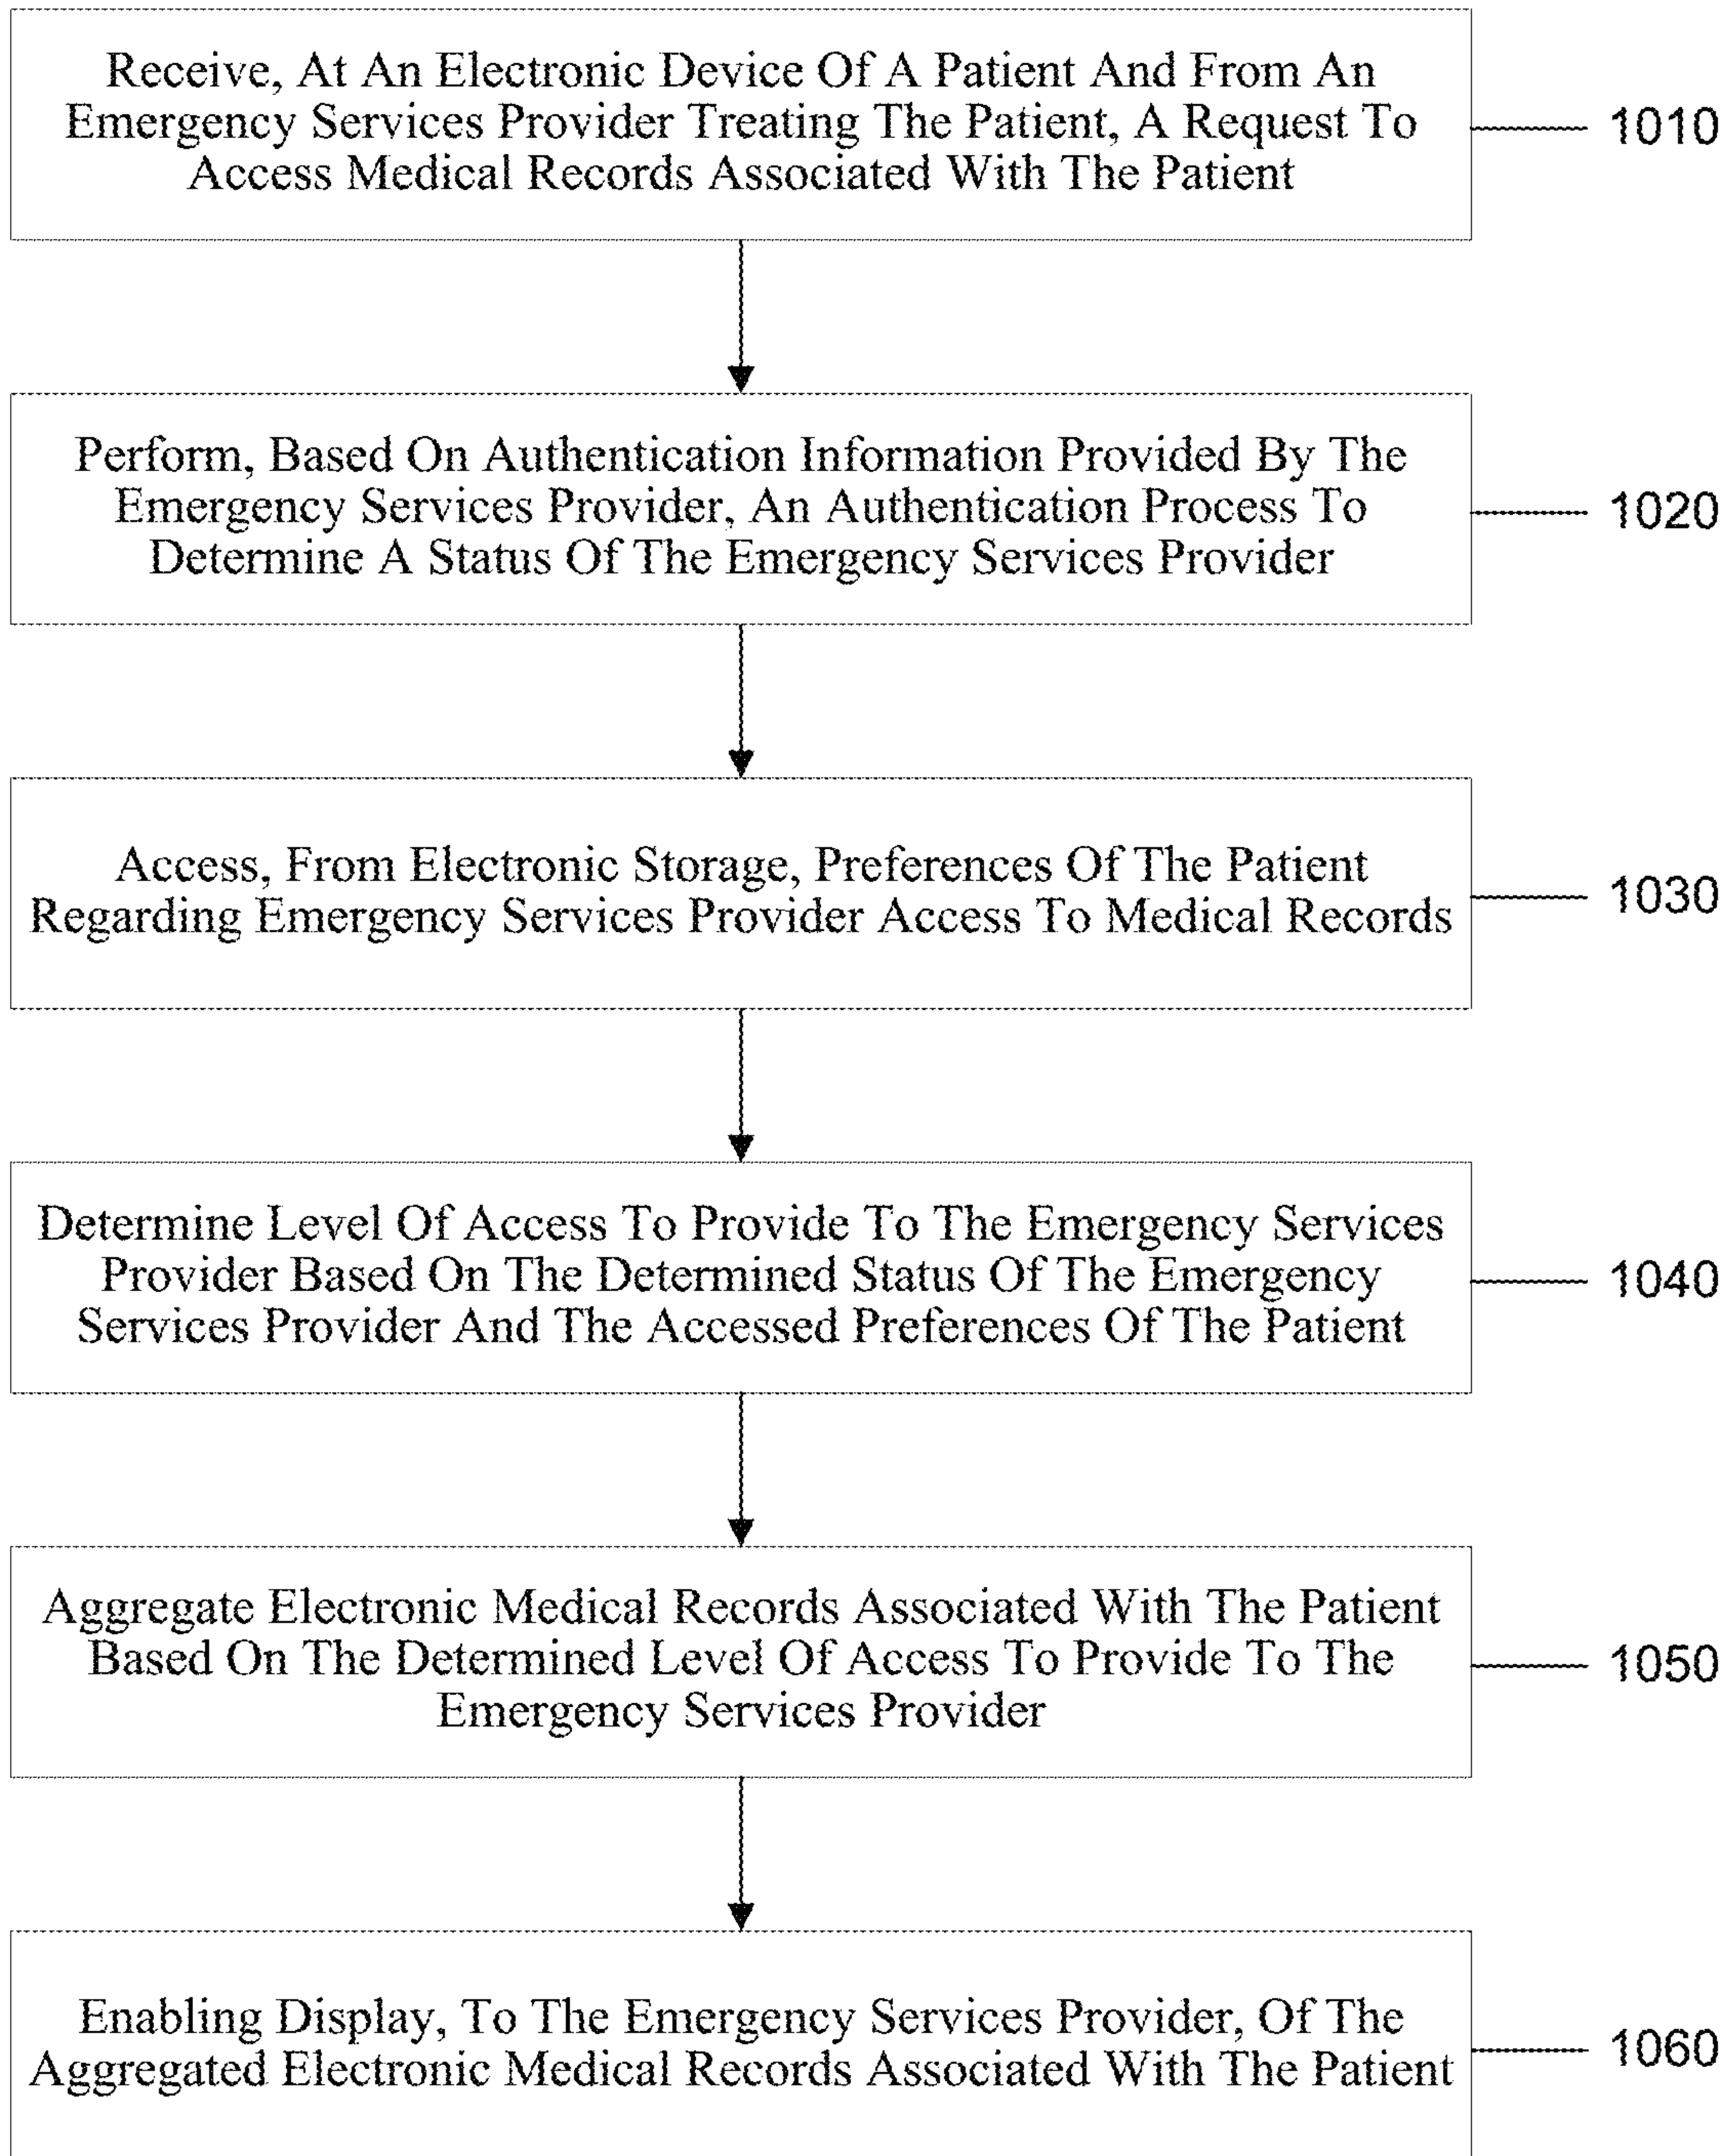 Receive, At An Electronic Device Of A Patient And From An
Emergency Services Provider Treating The Patient, A Request To
Access Medical Records Associated With The Patient
1010
Perform, Based On Authentication Information Provided By The
Emergency Services Provider, An Authentication Process To
Determine A Status Of The Emergency Services Provider
1020
Access, From Electronic Storage, Preferences Of The Patient
Regarding Emergency Services Provider Access To Medical Records
1030
Determine Level Of Access To Provide To The Emergency Services
Provider Based On The Determined Status Of The Emergency
Services Provider And The Accessed Preferences Of The Patient
1040
Aggregate Electronic Medical Records Associated With The Patient
Based On The Determined Level Of Access To Provide To The
Emergency Services Provider
1050
Enabling Display, To The Emergency Services Provider, Of The
Aggregated Electronic Medical Records Associated With The Patient
1060